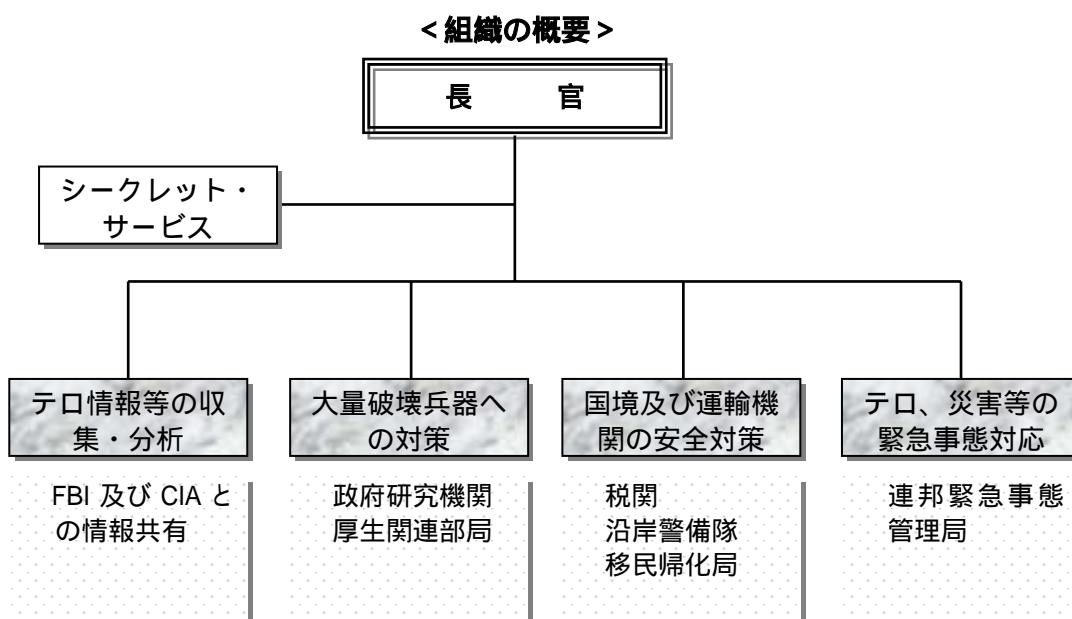 ＜組織の概要＞
長　官
シークレット・
サービス
テロ情報等の収
集・分析
FBI 及び CIA と
の情報共有
大量破壊兵器へ
の対策
政府研究機関
厚生関連部局
国境及び運輸機
関の安全対策
税関
沿岸警備隊
移民帰化局
テロ、災害等の
緊急事態対応
連邦緊急事態
管理局